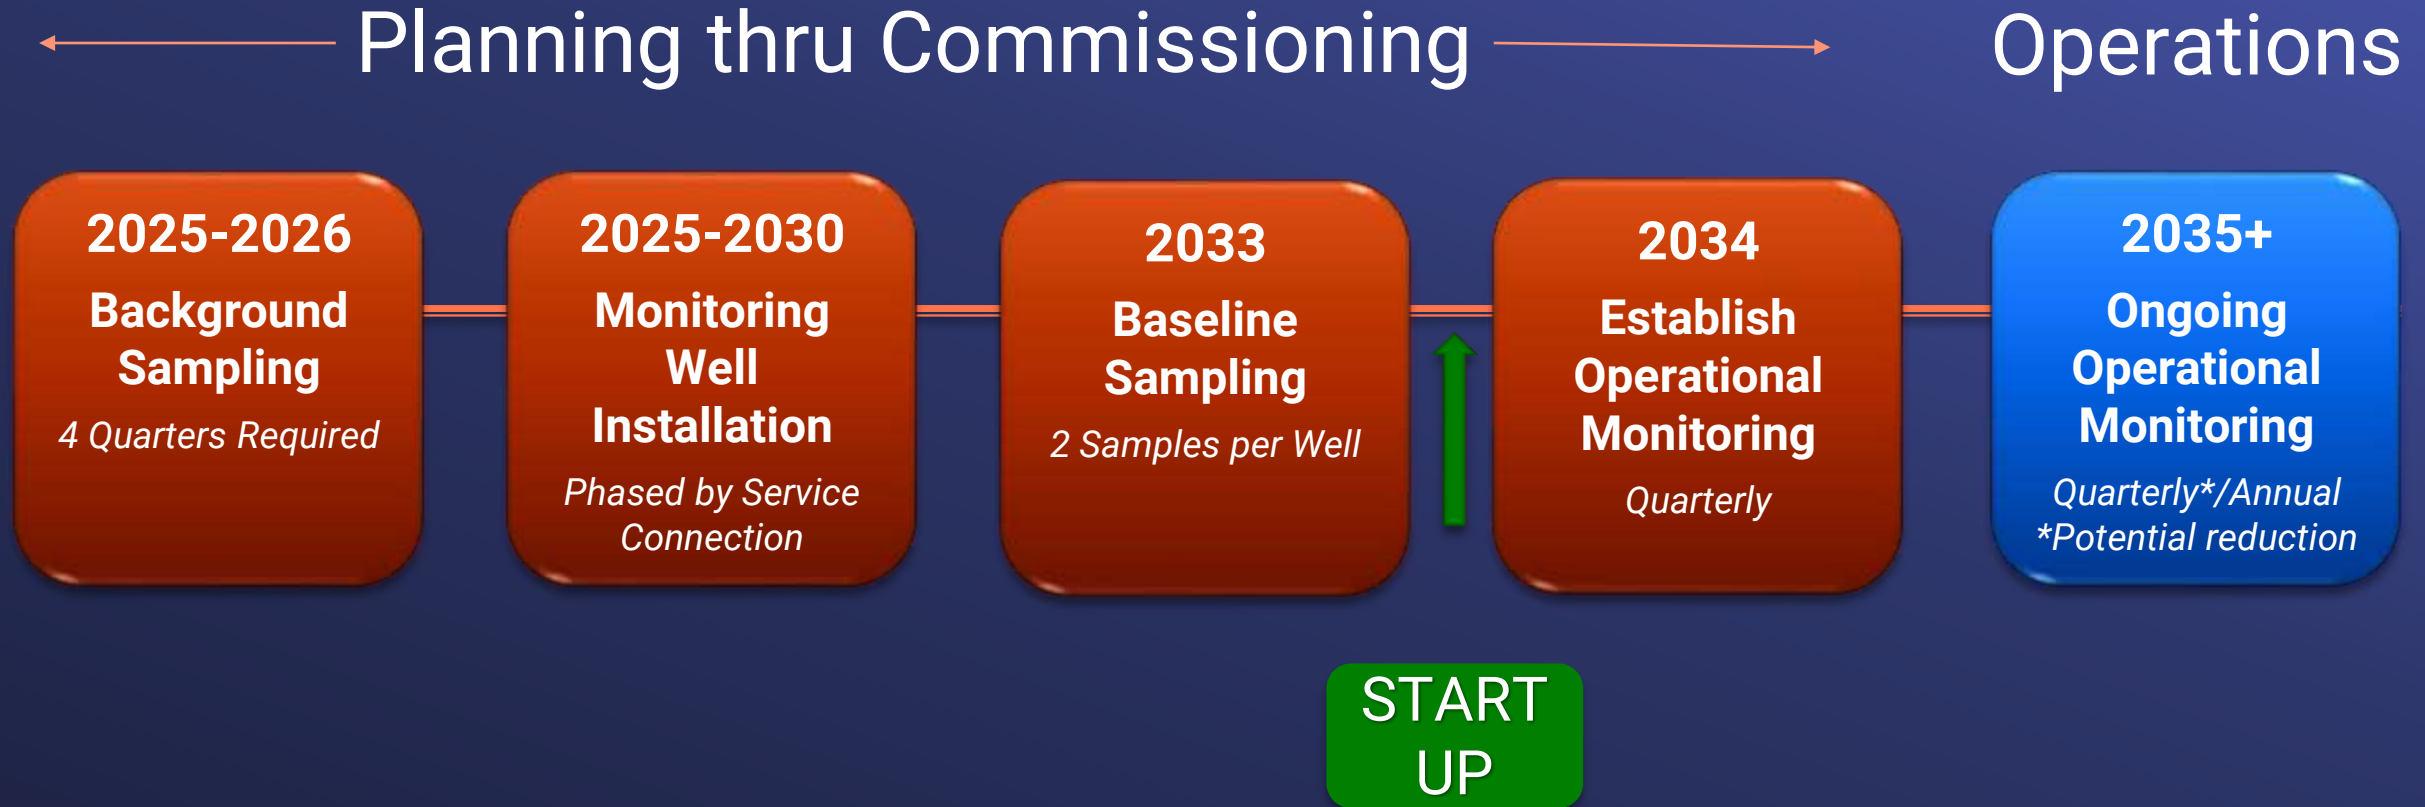 Planning thru Commissioning
Operations
2025-2026
Background
Sampling
4 Quarters Required
2025-2030
Monitoring
Well
Installation
Phased by Service
Connection
2033
Baseline
Sampling
2 Samples per Well
2034
Establish
Operational
Monitoring
Quarterly
2035+
Ongoing
Operational
Monitoring
Quarterly*/Annual
*Potential reduction
START
UP